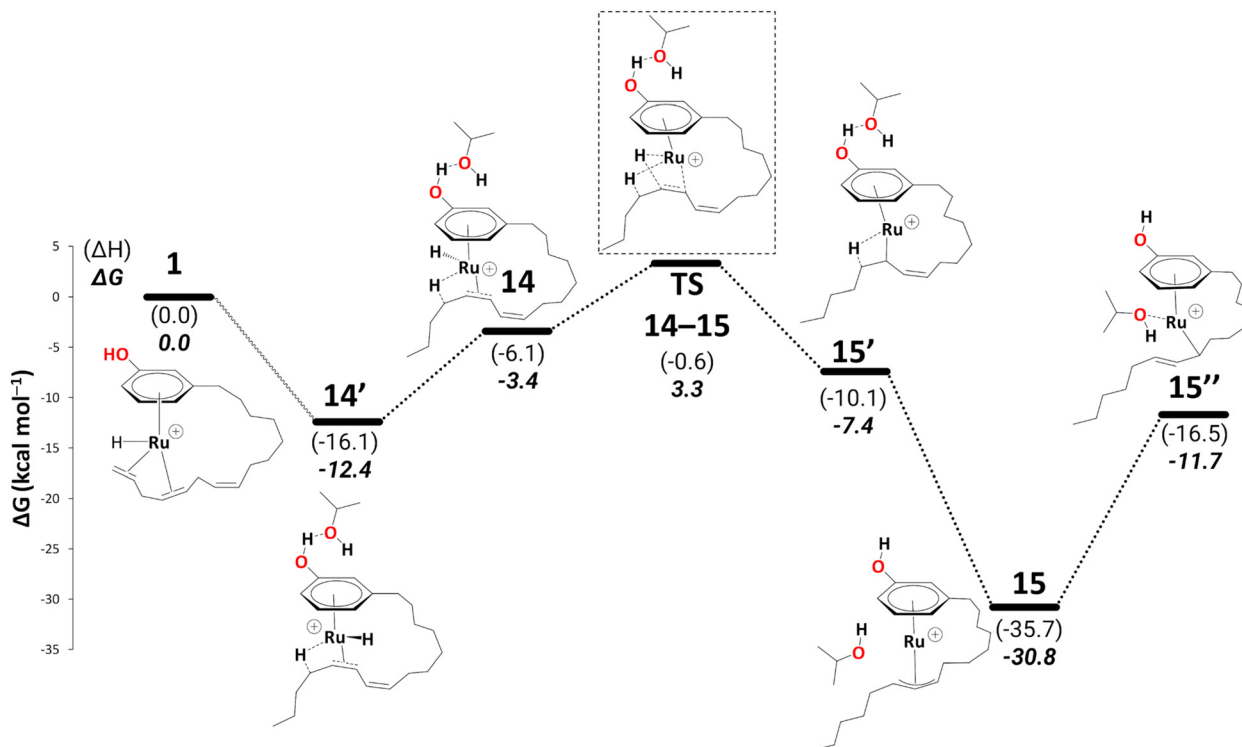 ΔG (kcal mol⁻¹)
5
0
-5
-10
-15
-20
-25
-30
-35
(ΔH)
ΔG
1
(0.0)
0.0
HO
H
Ru
+
14'
(-16.1)
-12.4
H
O
H
O
+
Ru
H
H
14
(-6.1)
-3.4
H
O
H
O
H
Ru
+
H
TS
14–15
(-0.6)
3.3
H
O
H
O
H
Ru
+
H
15'
(-10.1)
-7.4
H
O
H
O
H
Ru
+
15
(-35.7)
-30.8
H
O
H
O
Ru
+
15''
(-16.5)
-11.7
H
O
O
H
Ru
+